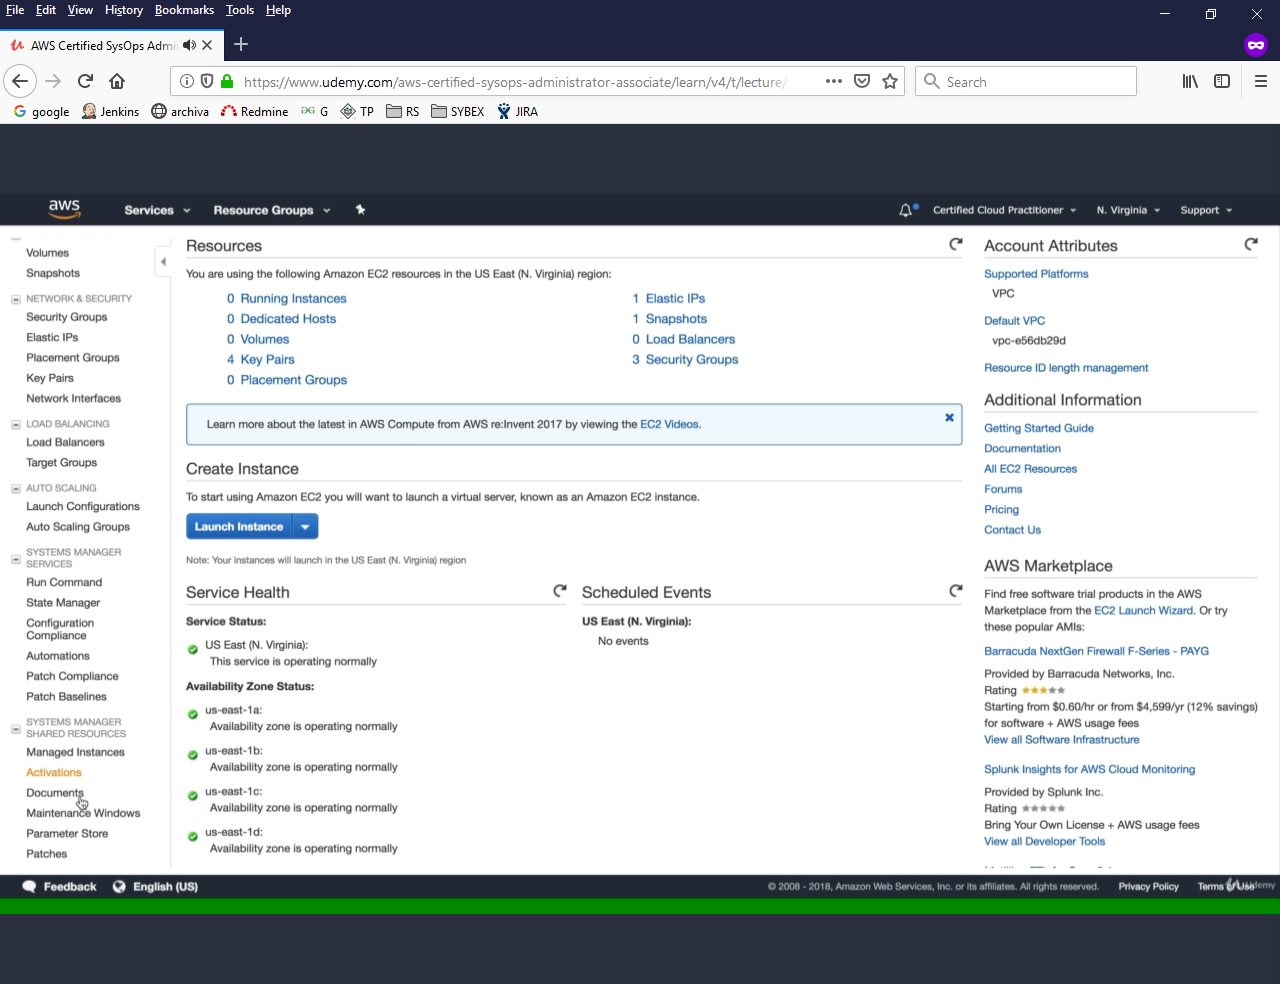 File Edit View History Bookmarks Tools Help
AWS Certified SysOps Admi
https://www.udemy.com/aws-certified-sysops-administrator-associate/learn/v4/t/lecture/
Search
google Jenkins archiva Redmine G TP RS SYBEX JIRA
aws Services Resource Groups Certified Cloud Practitioner N. Virginia Support
Volumes
Snapshots
NETWORK & SECURITY
Security Groups
Elastic IPs
Placement Groups
Key Pairs
Network Interfaces
LOAD BALANCING
Load Balancers
Target Groups
AUTO SCALING
Launch Configurations
Auto Scaling Groups
SYSTEMS MANAGER
SERVICES
Run Command
State Manager
Configuration
Compliance
Automations
Patch Compliance
Patch Baselines
SYSTEMS MANAGER
SHARED RESOURCES
Managed Instances
Activations
Documents
Maintenance Windows
Parameter Store
Patches
Resources
You are using the following Amazon EC2 resources in the US East (N. Virginia) region:
0 Running Instances
0 Dedicated Hosts
0 Volumes
4 Key Pairs
0 Placement Groups
1 Elastic IPs
1 Snapshots
0 Load Balancers
3 Security Groups
Learn more about the latest in AWS Compute from AWS re:Invent 2017 by viewing the EC2 Videos.
Create Instance
To start using Amazon EC2 you will want to launch a virtual server, known as an Amazon EC2 instance.
Launch Instance
Note: Your instances will launch in the US East (N. Virginia) region
Service Health
Service Status:
US East (N. Virginia):
This service is operating normally
Availability Zone Status:
us-east-1a:
Availability zone is operating normally
us-east-1b:
Availability zone is operating normally
us-east-1c:
Availability zone is operating normally
us-east-1d:
Availability zone is operating normally
Scheduled Events
US East (N. Virginia):
No events
Account Attributes
Supported Platforms
VPC
Default VPC
vpc-e56db29d
Resource ID length management
Additional Information
Getting Started Guide
Documentation
All EC2 Resources
Forums
Pricing
Contact Us
AWS Marketplace
Find free software trial products in the AWS
Marketplace from the EC2 Launch Wizard. Or try
these popular AMIs:
Barracuda NextGen Firewall F-Series - PAYG
Provided by Barracuda Networks, Inc.
Rating
Starting from $0.60/hr or from $4,599/yr (12% savings)
for software + AWS usage fees
View all Software Infrastructure
Splunk Insights for AWS Cloud Monitoring
Provided by Splunk Inc.
Rating
Bring Your Own License + AWS usage fees
View all Developer Tools
Feedback English (US) © 2008 - 2018, Amazon Web Services, Inc. or its affiliates. All rights reserved. Privacy Policy Terms of Use